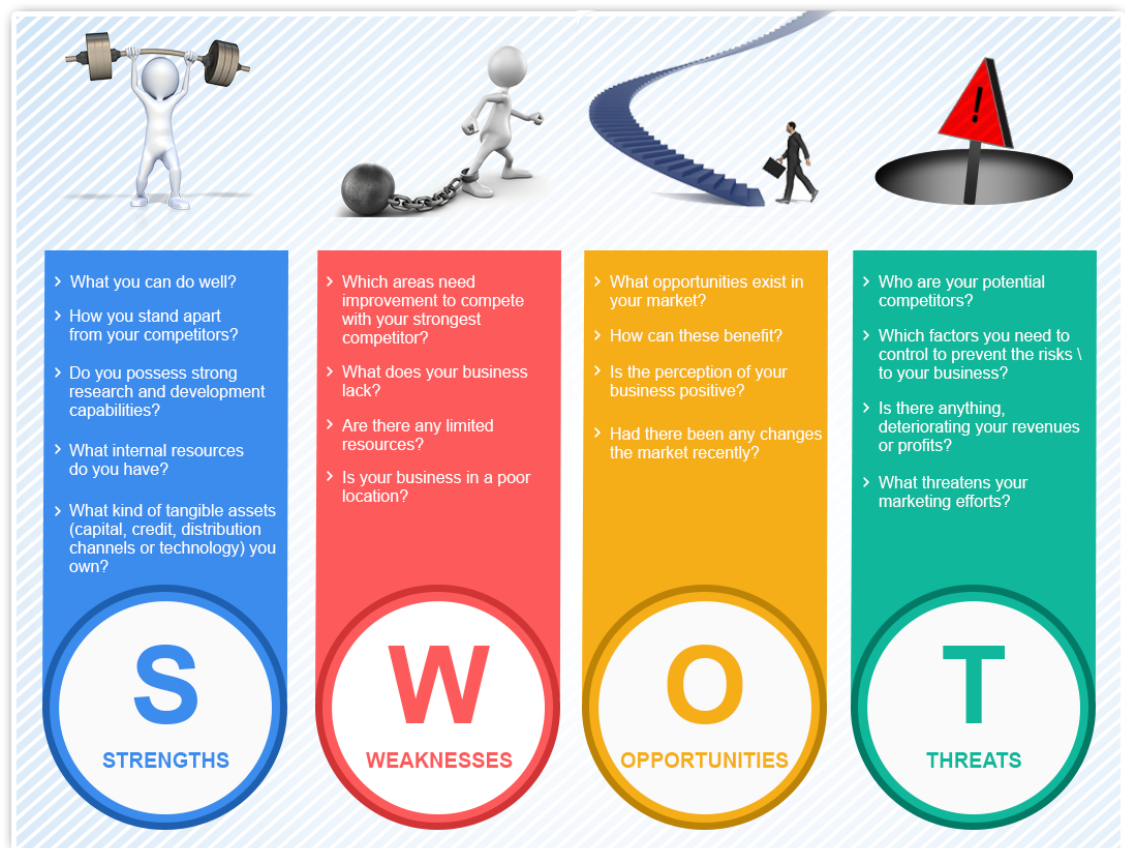 What you can do well?
How you stand apart
from your competitors?
Do you possess strong
research and development
capabilities?
What internal resources
do you have?
What kind of tangible assets
(capital, credit, distribution
channels or technology) you
own?
S
STRENGTHS
Which areas need
improvement to compete
with your strongest
competitor?
What does your business
lack?
Are there any limited
resources?
Is your business in a poor
location?
W
WEAKNESSES
What opportunities exist in
your market?
How can these benefit?
Is the perception of your
business positive?
Had there been any changes
the market recently?
O
OPPORTUNITIES
!
Who are your potential
competitors?
Which factors you need to
control to prevent the risks \
to your business?
Is there anything,
deteriorating your revenues
or profits?
What threatens your
marketing efforts?
T
THREATS